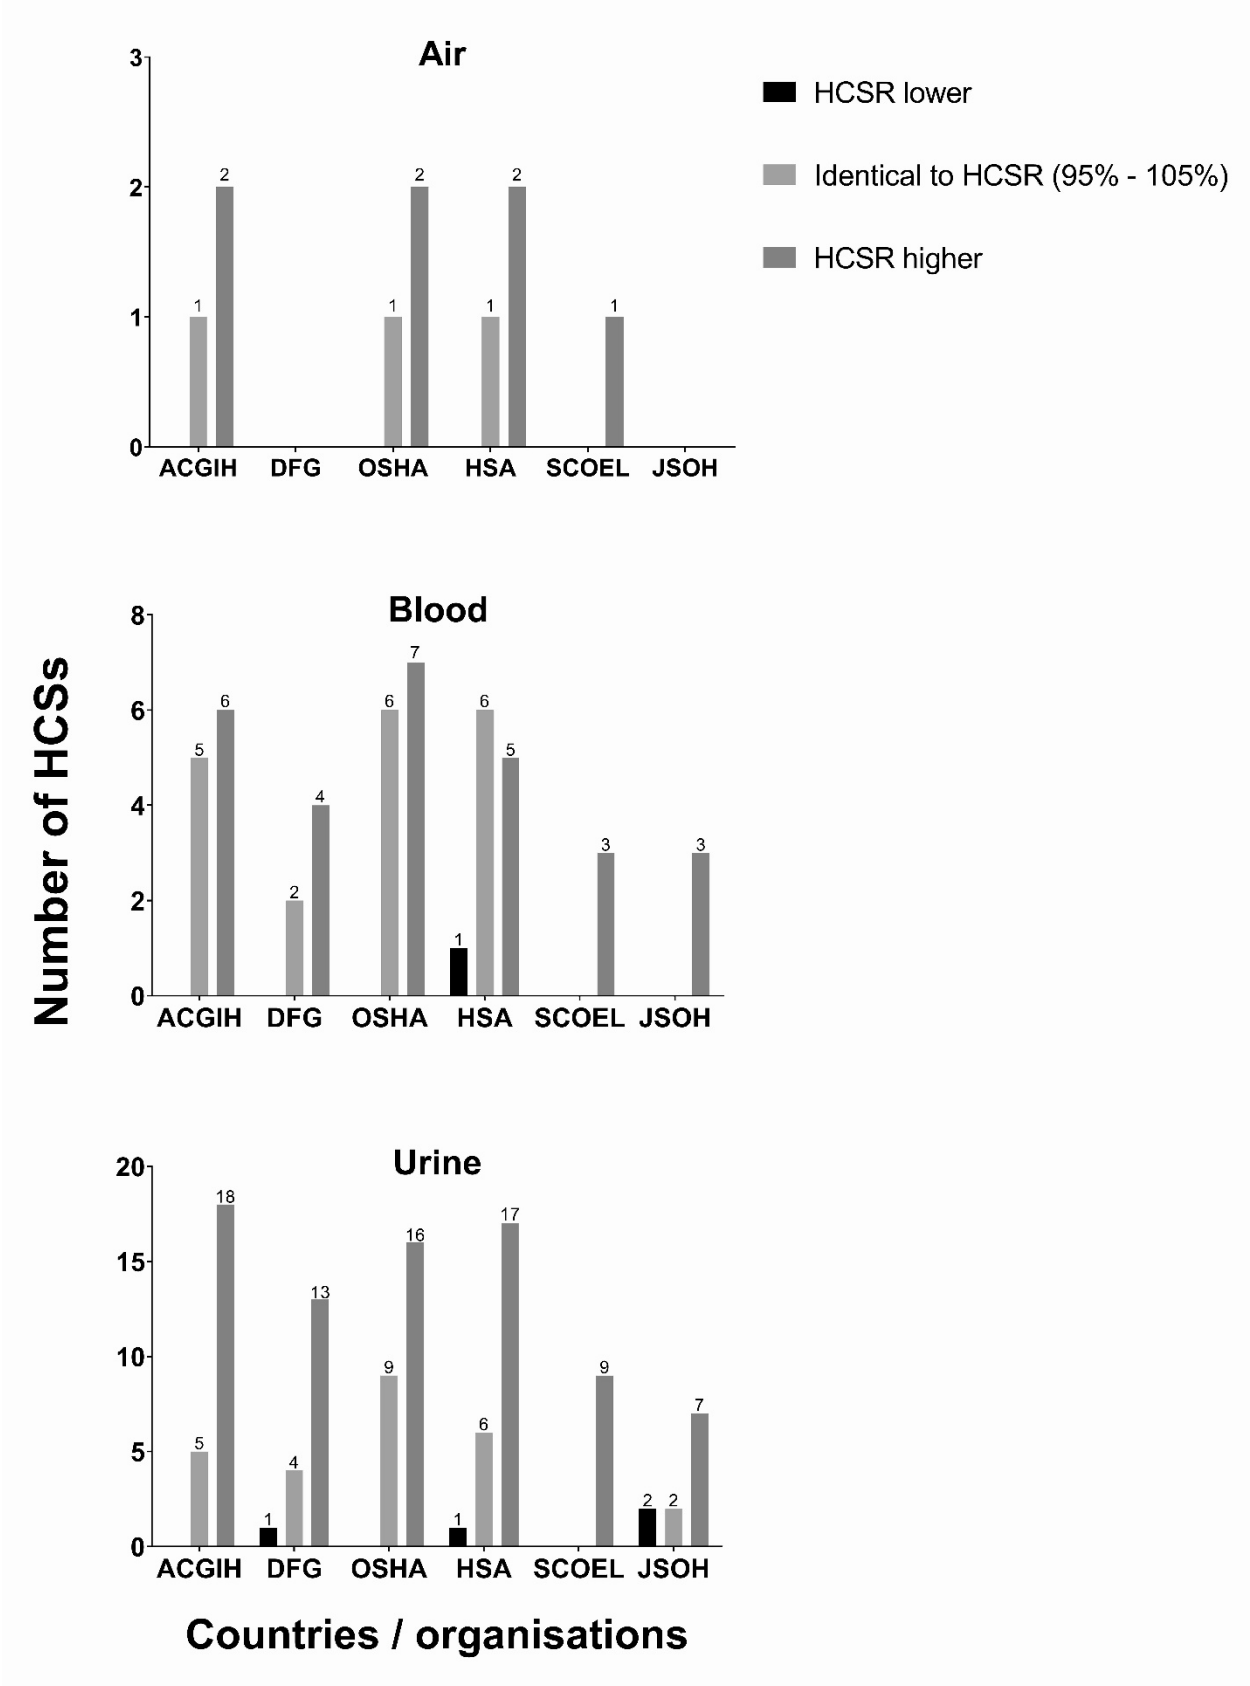 Air
HCSR lower
Identical to HCSR (95% - 105%)
HCSR higher
3
2
1
0
1 2 1 2 1 2 1
ACGIH DFG OSHA HSA SCOEL JSOH
Number of HCSs
Blood
8
6
4
2
0
5 6 2 4 6 7 1 6 5 3 3
ACGIH DFG OSHA HSA SCOEL JSOH
Urine
20
15
10
5
0
5 18 1 4 13 9 16 1 6 17 9 2 2 7
ACGIH DFG OSHA HSA SCOEL JSOH
Countries / organisations